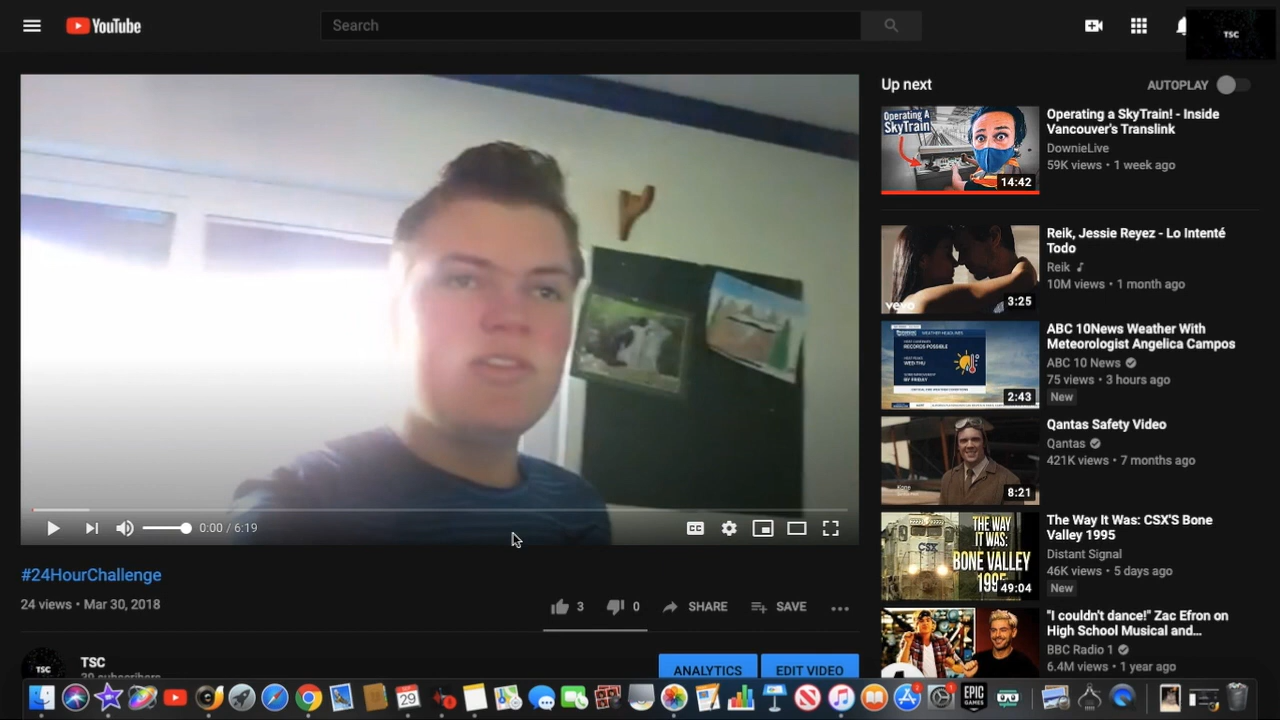 YouTube
Search
TSC
Up next
AUTOPLAY
Operating A
SkyTrain
14:42
Operating a SkyTrain! - Inside
Vancouver's Translink
DownieLive
59K views • 1 week ago
vevo
3:25
Reik, Jessie Reyez - Lo Intenté
Todo
Reik
10M views • 1 month ago
2:43
ABC 10News Weather With
Meteorologist Angelica Campos
ABC 10 News
75 views • 3 hours ago
New
8:21
Qantas Safety Video
Qantas
421K views • 7 months ago
THE WAY
IT WAS:
CSX
BONE
VALLEY
1995
49:04
The Way It Was: CSX'S Bone
Valley 1995
Distant Signal
46K views • 5 days ago
New
"I couldn't dance!" Zac Efron on
High School Musical and...
BBC Radio 1
6.4M views • 1 year ago
0:00 / 6:19
CC
#24HourChallenge
24 views • Mar 30, 2018
3
0
SHARE
SAVE
TSC
TSC
39 subscribers
ANALYTICS
EDIT VIDEO
29
EPIC
GAMES